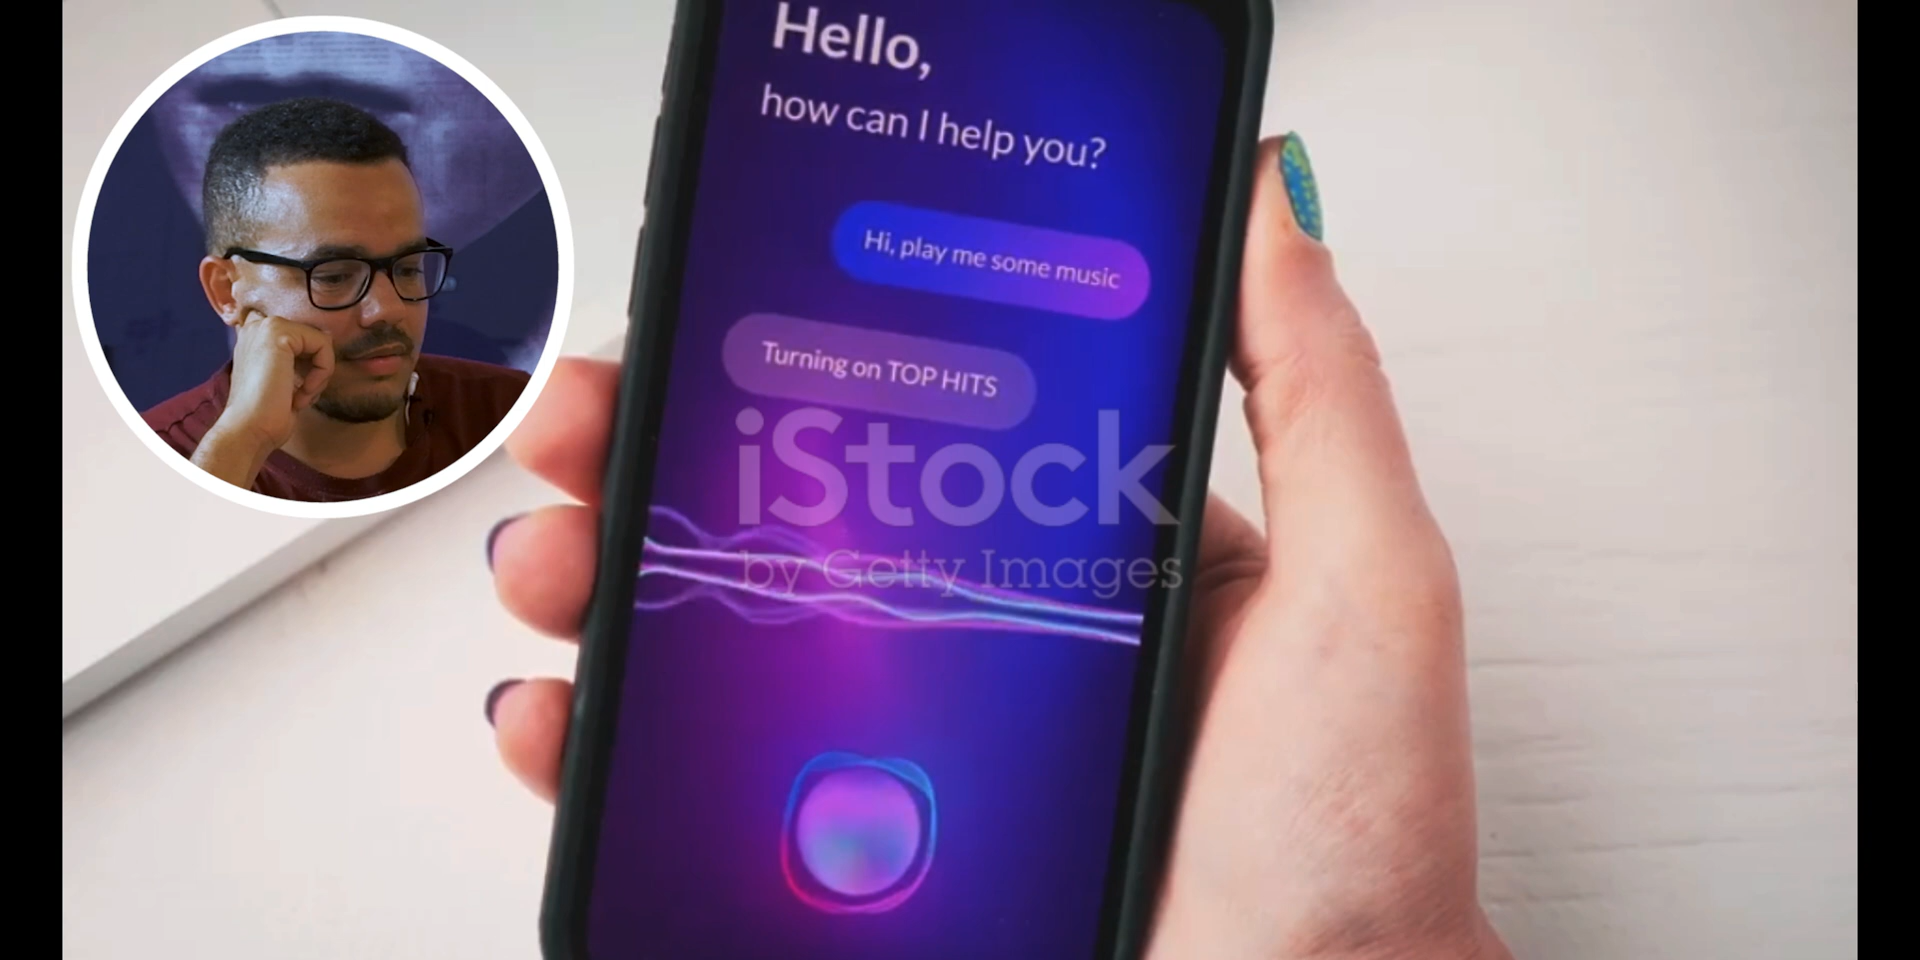 Hello,
how can I help you?
Hi, play me some music
Turning on TOP HITS
iStock
by Getty Images